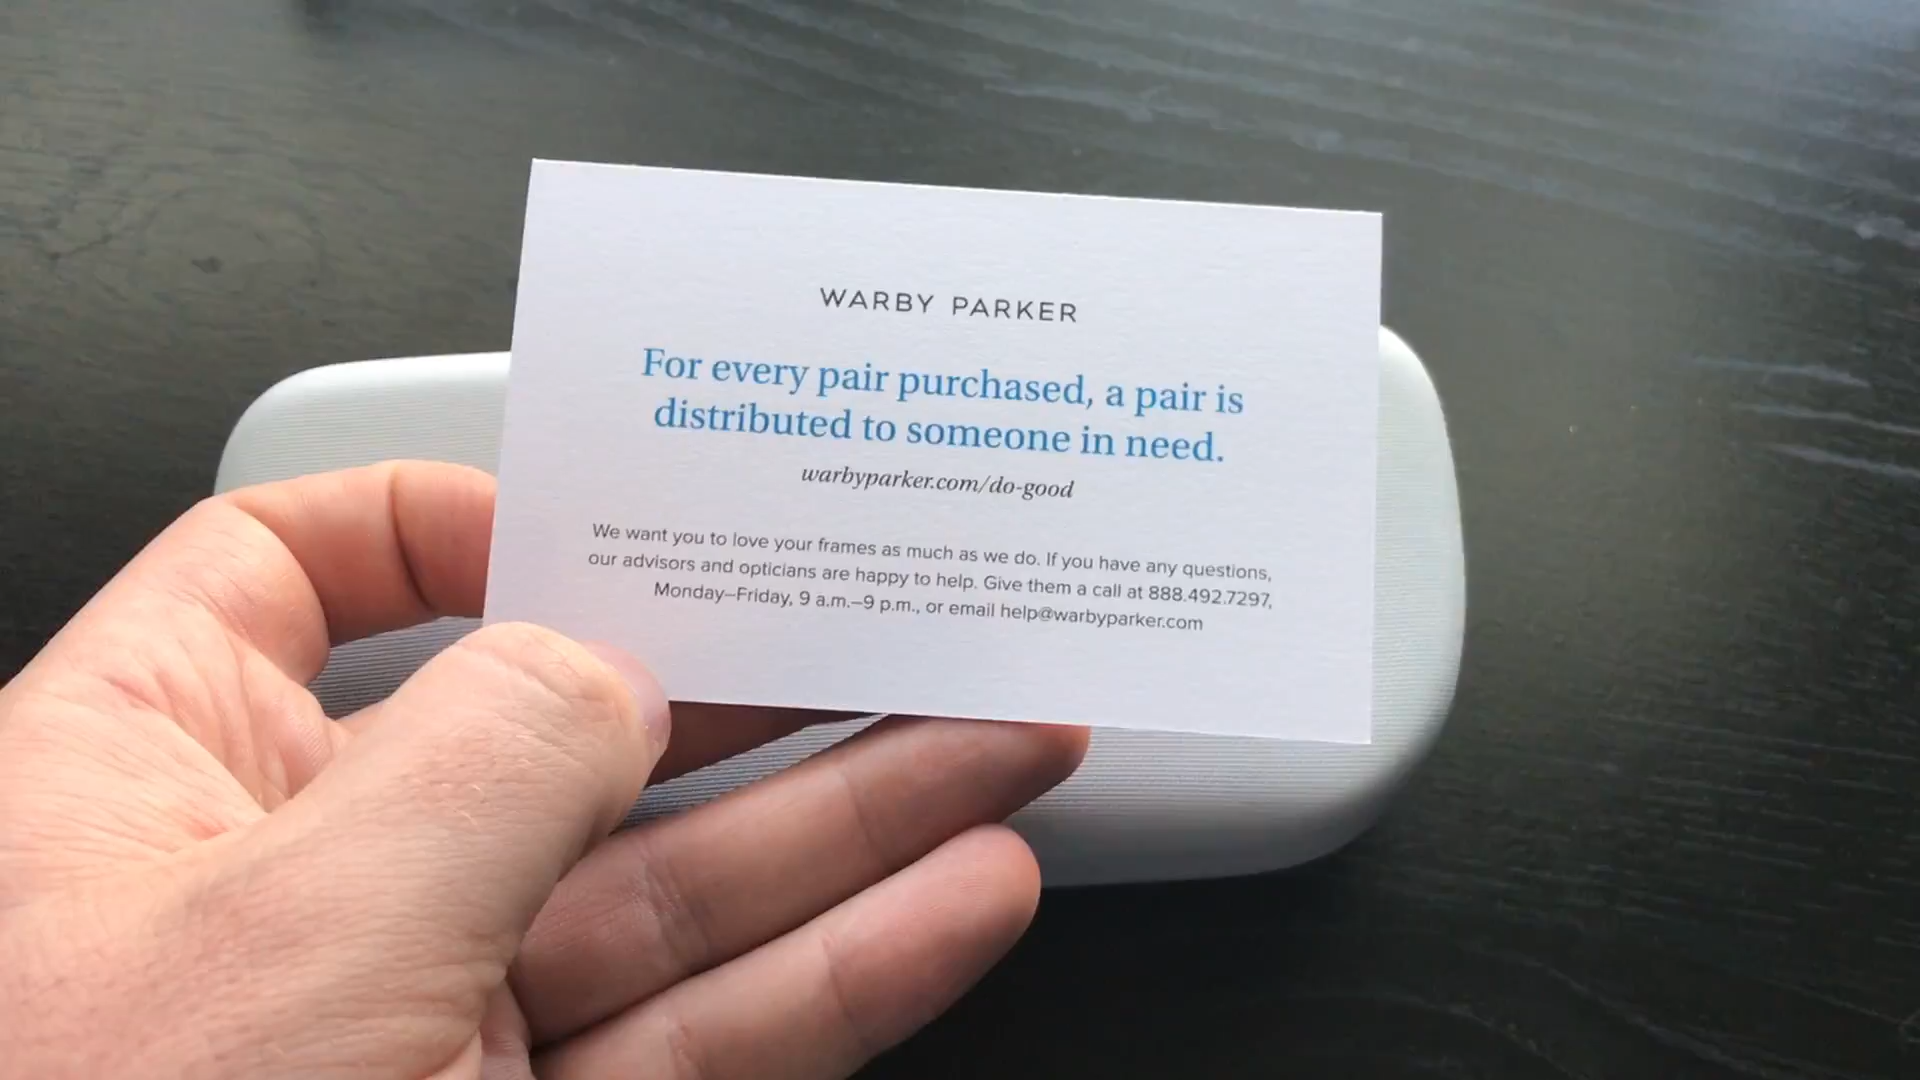 WARBY PARKER
For every pair purchased, a pair is
distributed to someone in need.
warbyparker.com/do-good
We want you to love your frames as much as we do. If you have any questions,
our advisors and opticians are happy to help. Give them a call at 888.492.7297,
Monday–Friday, 9 a.m.–9 p.m., or email help@warbyparker.com